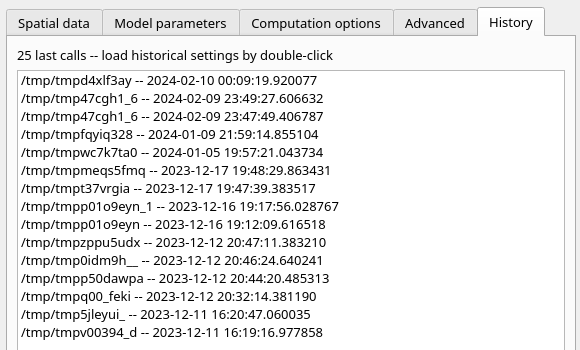 Spatial data Model parameters Computation options Advanced History
25 last calls -- load historical settings by double-click
/tmp/tmpd4xlf3ay -- 2024-02-10 00:09:19.920077
/tmp/tmp47cgh1_6 -- 2024-02-09 23:49:27.606632
/tmp/tmp47cgh1_6 -- 2024-02-09 23:47:49.406787
/tmp/tmpfqyiq328 -- 2024-01-09 21:59:14.855104
/tmp/tmpwc7k7ta0 -- 2024-01-05 19:57:21.043734
/tmp/tmpmeqs5fmq -- 2023-12-17 19:48:29.863431
/tmp/tmpt37vrgia -- 2023-12-17 19:47:39.383517
/tmp/tmpp01o9eyn_1 -- 2023-12-16 19:17:56.028767
/tmp/tmpp01o9eyn -- 2023-12-16 19:12:09.616518
/tmp/tmpzppu5udx -- 2023-12-12 20:47:11.383210
/tmp/tmp0idm9h__ -- 2023-12-12 20:46:24.640241
/tmp/tmpp50dawpa -- 2023-12-12 20:44:20.485313
/tmp/tmpq00_feki -- 2023-12-12 20:32:14.381190
/tmp/tmp5jleyui_ -- 2023-12-11 16:20:47.060035
/tmp/tmpv00394_d -- 2023-12-11 16:19:16.977858